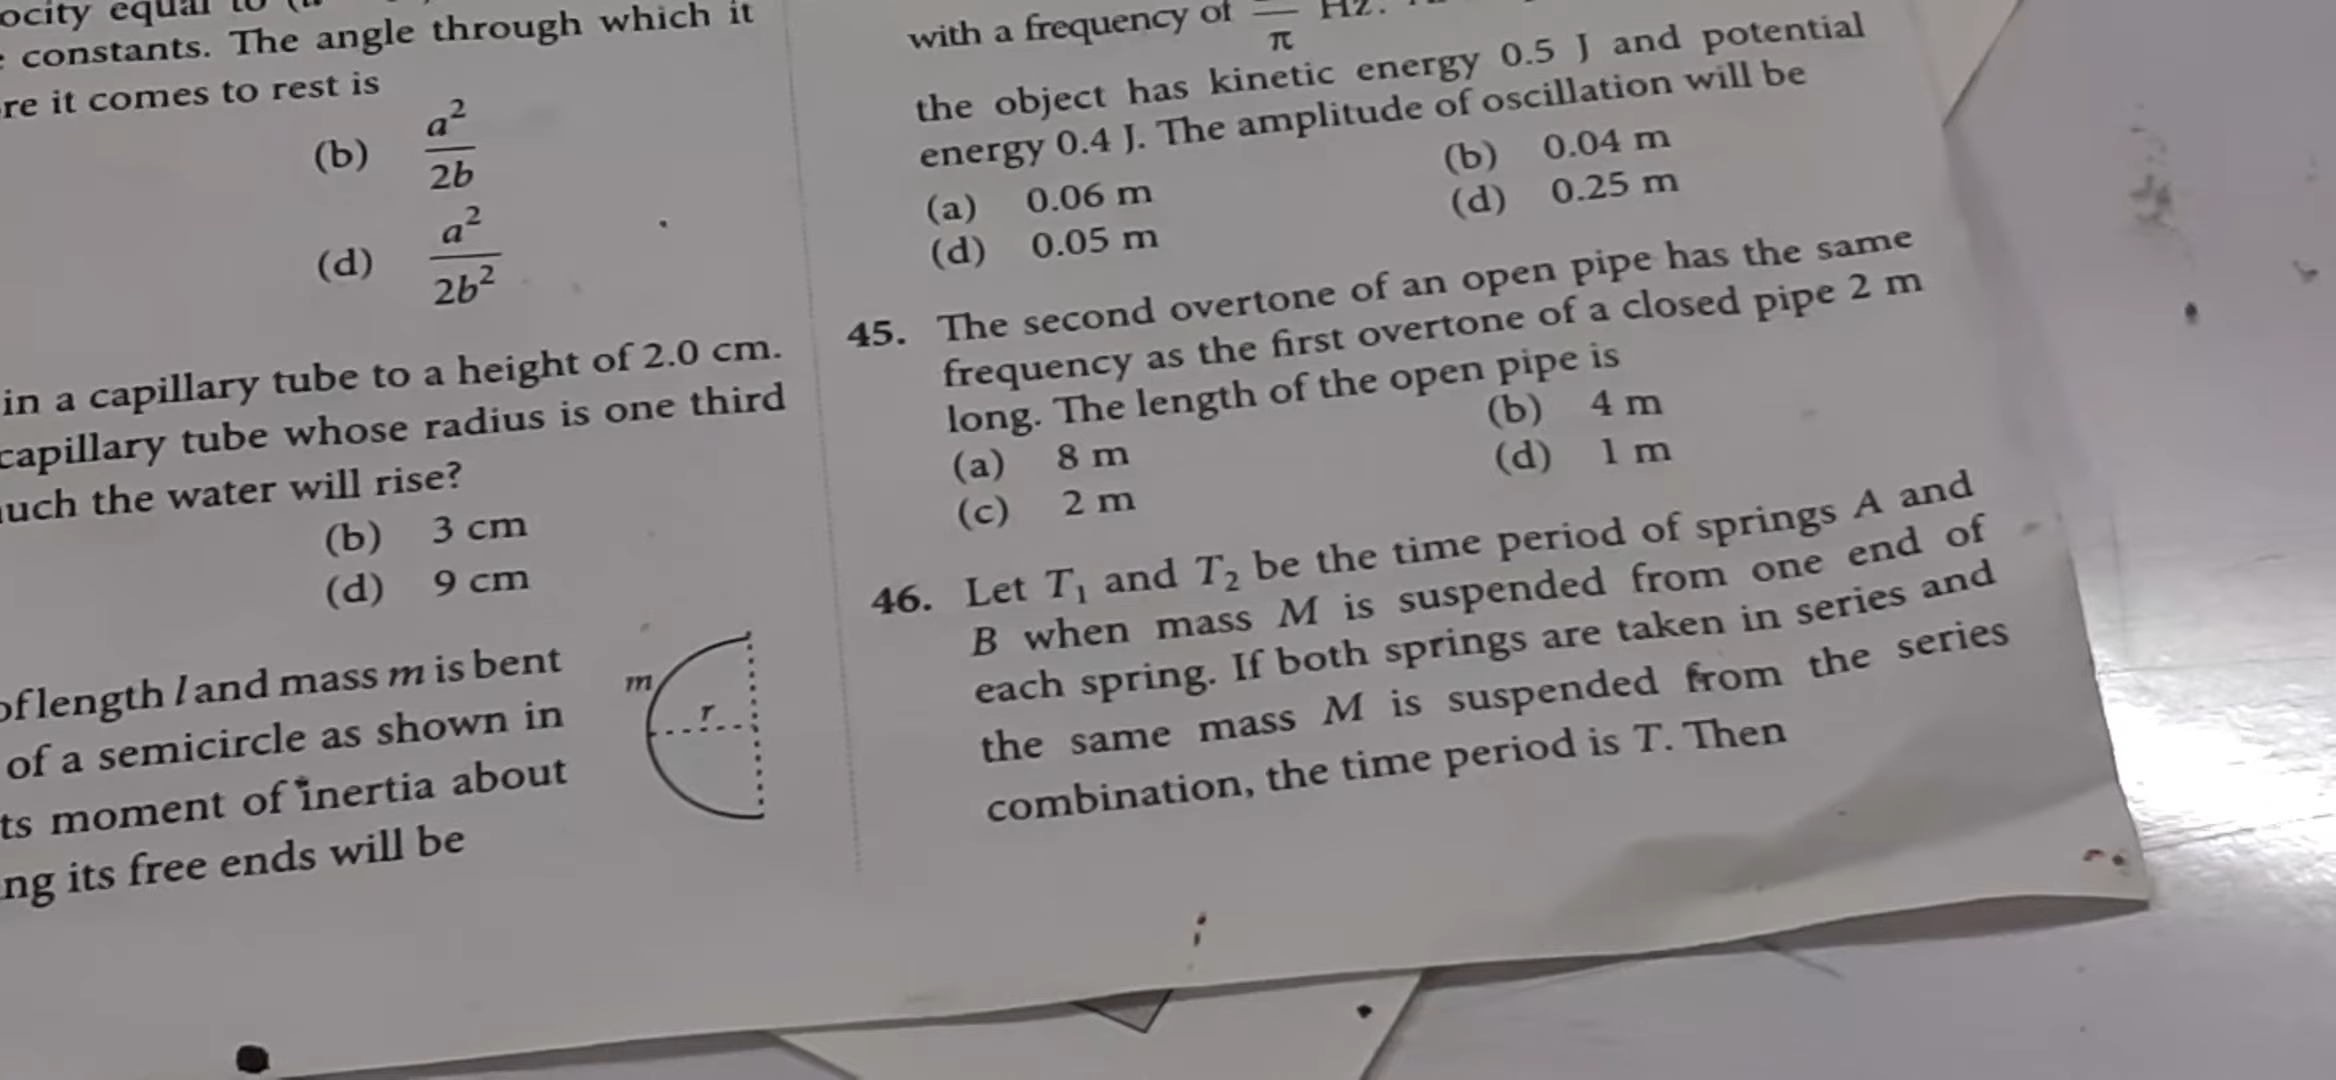 constants. The angle through which it
re it comes to rest is
(b) a²/2b
(d) a²/2b²
in a capillary tube to a height of 2.0 cm.
capillary tube whose radius is one third
uch the water will rise?
(b) 3 cm
(d) 9 cm
of length l and mass m is bent
of a semicircle as shown in
ts moment of inertia about
ng its free ends will be
m
r
with a frequency of
π
the object has kinetic energy 0.5 J and potential
energy 0.4 J. The amplitude of oscillation will be
(a) 0.06 m (b) 0.04 m
(d) 0.05 m (d) 0.25 m
45. The second overtone of an open pipe has the same
frequency as the first overtone of a closed pipe 2 m
long. The length of the open pipe is
(a) 8 m (b) 4 m
(c) 2 m (d) 1 m
46. Let T₁ and T₂ be the time period of springs A and
B when mass M is suspended from one end of
each spring. If both springs are taken in series and
the same mass M is suspended from the series
combination, the time period is T. Then